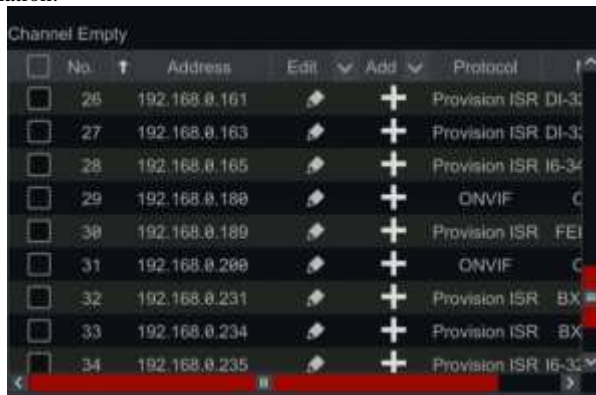 Channel Empty
No. ↑ Address Edit Add Protocol
26 192.168.0.161 Provision ISR DI-3
27 192.168.0.163 Provision ISR DI-3
28 192.168.0.165 Provision ISR I6-34
29 192.168.0.180 ONVIF
30 192.168.0.189 Provision ISR FEI
31 192.168.0.200 ONVIF
32 192.168.0.231 Provision ISR BX
33 192.168.0.234 Provision ISR BX
34 192.168.0.235 Provision ISR I6-32